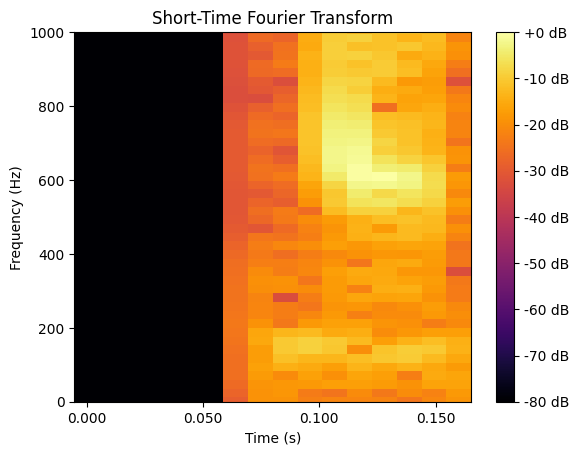 Short-Time Fourier Transform
1000
800
600
400
200
0
Frequency (Hz)
0.000
0.050
0.100
0.150
Time (s)
+0 dB
-10 dB
-20 dB
-30 dB
-40 dB
-50 dB
-60 dB
-70 dB
-80 dB